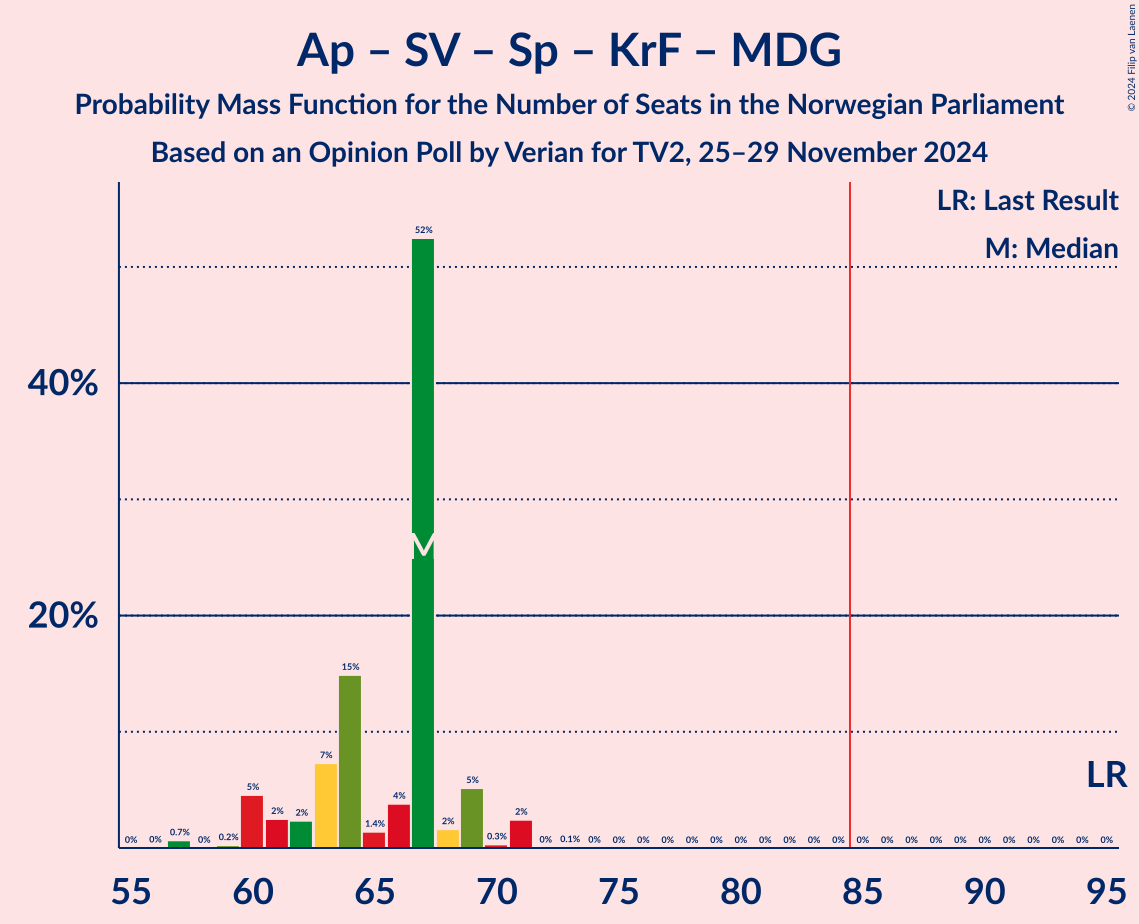 Ap – SV – Sp – KrF – MDG
Probability Mass Function for the Number of Seats in the Norwegian Parliament
Based on an Opinion Poll by Verian for TV2, 25–29 November 2024
© 2024 Filip van Laenen
LR: Last Result
M: Median
40%
20%
0% 0% 0.7% 0% 0.2% 5% 2% 2% 7% 15% 1.4% 4% 52% 2% 5% 0.3% 2% 0% 0.1% 0% 0% 0% 0% 0% 0% 0% 0% 0% 0% 0% 0% 0% 0% 0% 0% 0% 0% 0% 0% 0% 0%
M
LR
55 60 65 70 75 80 85 90 95